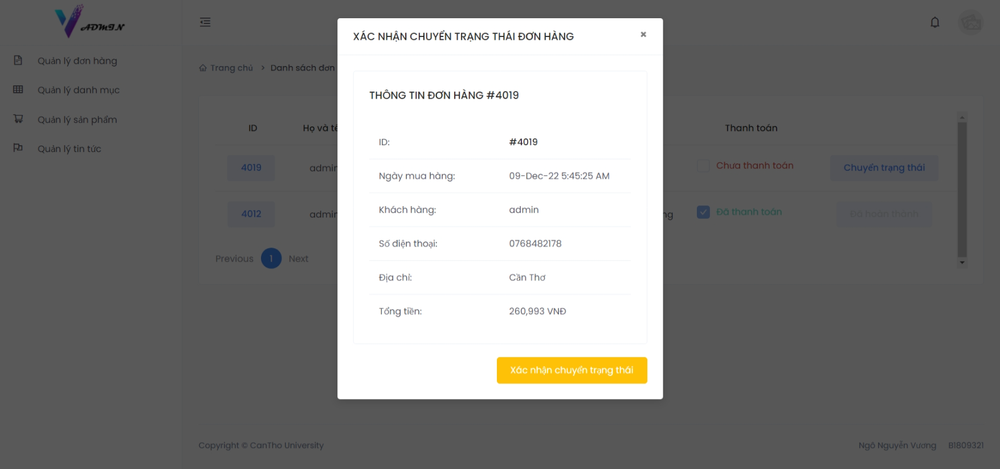 ADMIN
Quản lý đơn hàng
Quản lý danh mục
Quản lý sản phẩm
Quản lý tin tức
Trang chủ > Danh sách đơn
ID Họ và tê Thanh toán
4019 admin Chưa thanh toán Chuyển trạng thái
4012 admin ng Đã thanh toán Đã hoàn thành
Previous 1 Next
XÁC NHẬN CHUYỂN TRẠNG THÁI ĐƠN HÀNG
THÔNG TIN ĐƠN HÀNG #4019
ID: #4019
Ngày mua hàng: 09-Dec-22 5:45:25 AM
Khách hàng: admin
Số điện thoại: 0768482178
Địa chỉ: Cần Thơ
Tổng tiền: 260,993 VNĐ
Xác nhận chuyển trạng thái
Copyright © CanTho University
Ngô Nguyễn Vương B1809321